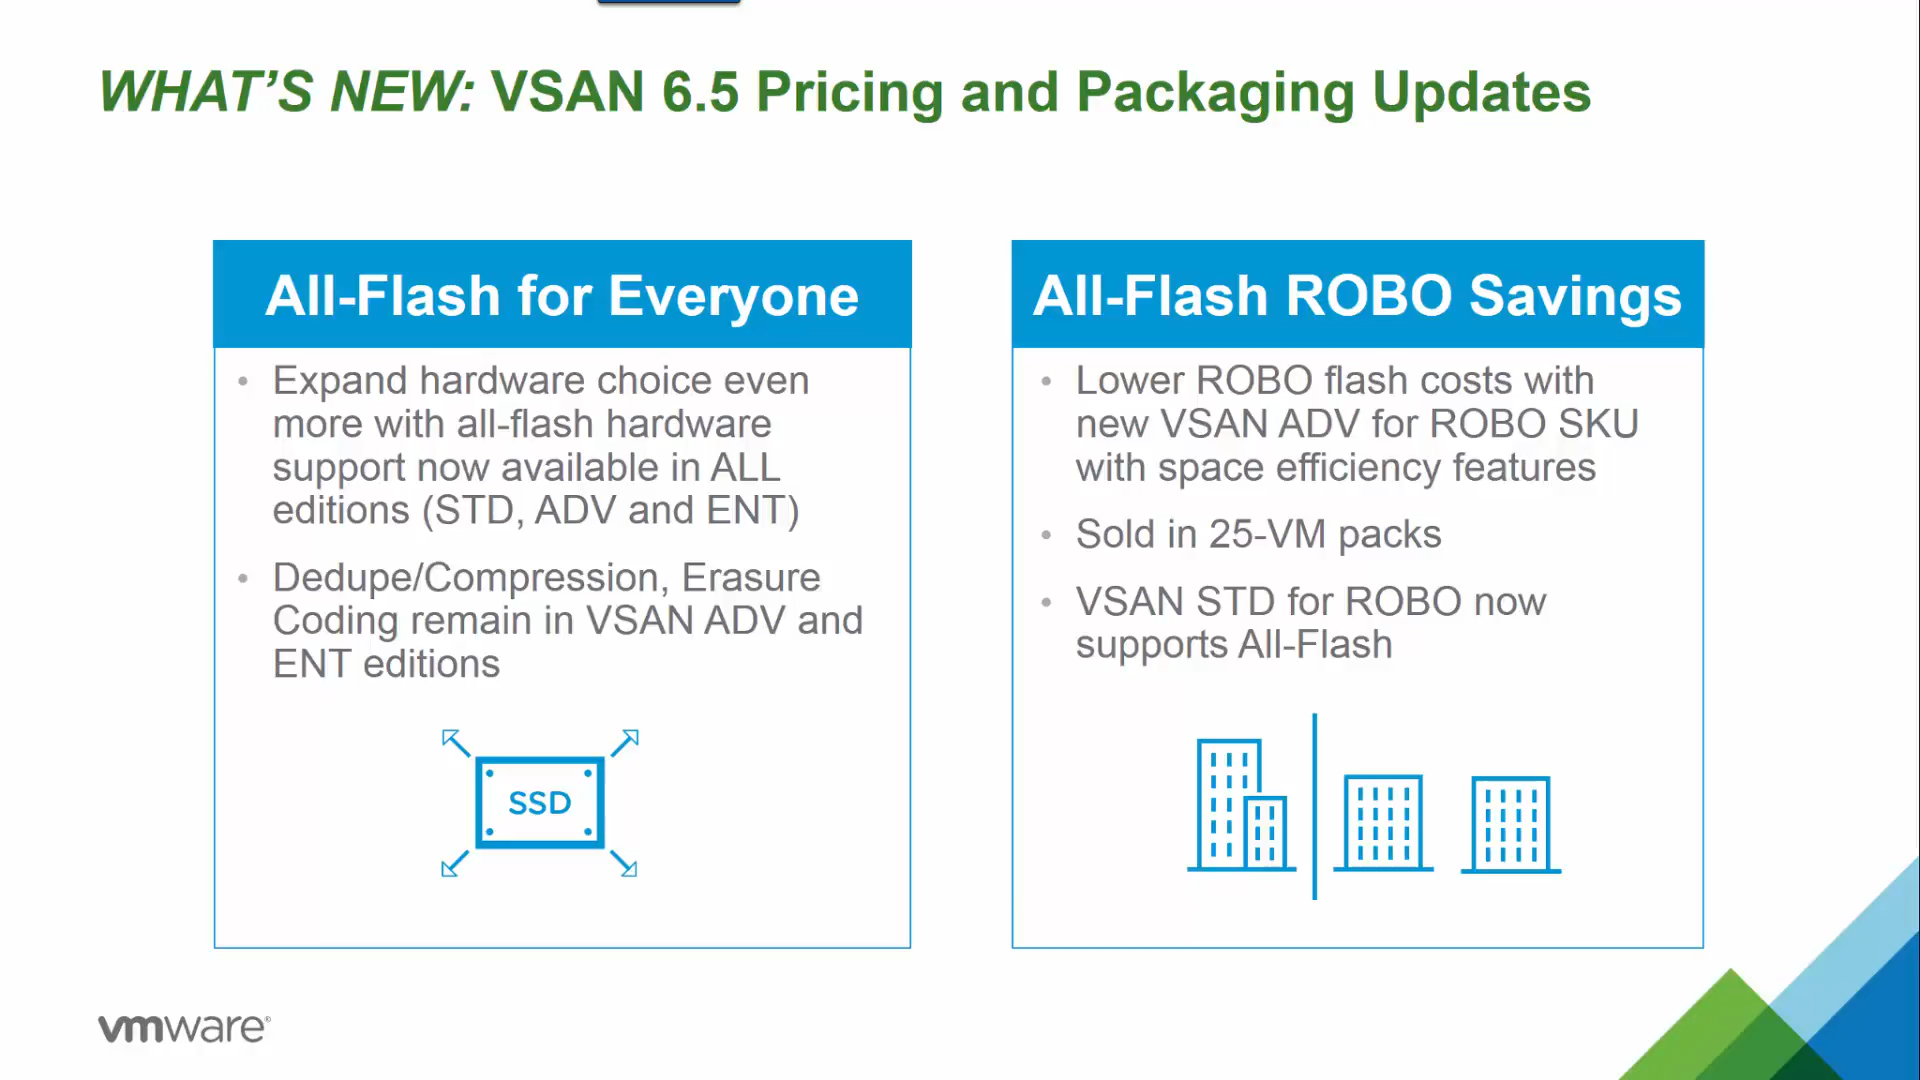 WHAT’S NEW: VSAN 6.5 Pricing and Packaging Updates
All-Flash for Everyone
• Expand hardware choice even
more with all-flash hardware
support now available in ALL
editions (STD, ADV and ENT)
• Dedupe/Compression, Erasure
Coding remain in VSAN ADV and
ENT editions
SSD
All-Flash ROBO Savings
• Lower ROBO flash costs with
new VSAN ADV for ROBO SKU
with space efficiency features
• Sold in 25-VM packs
• VSAN STD for ROBO now
supports All-Flash
vmware®